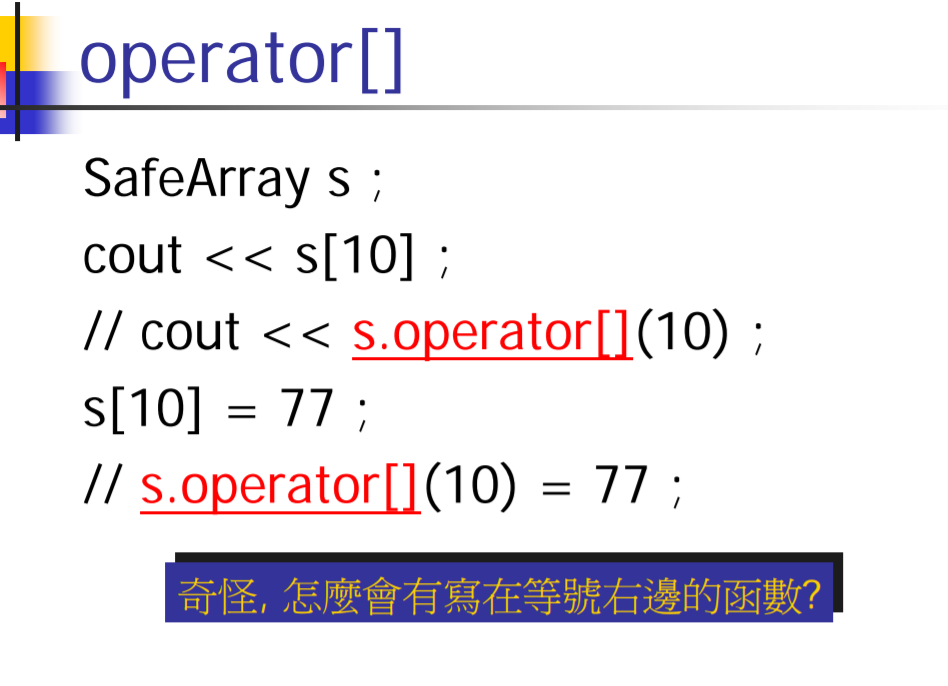 operator[]
SafeArray s ;
cout << s[10] ;
// cout << s.operator[](10) ;
s[10] = 77 ;
// s.operator[](10) = 77 ;
奇怪, 怎麼會有寫在等號右邊的函數?